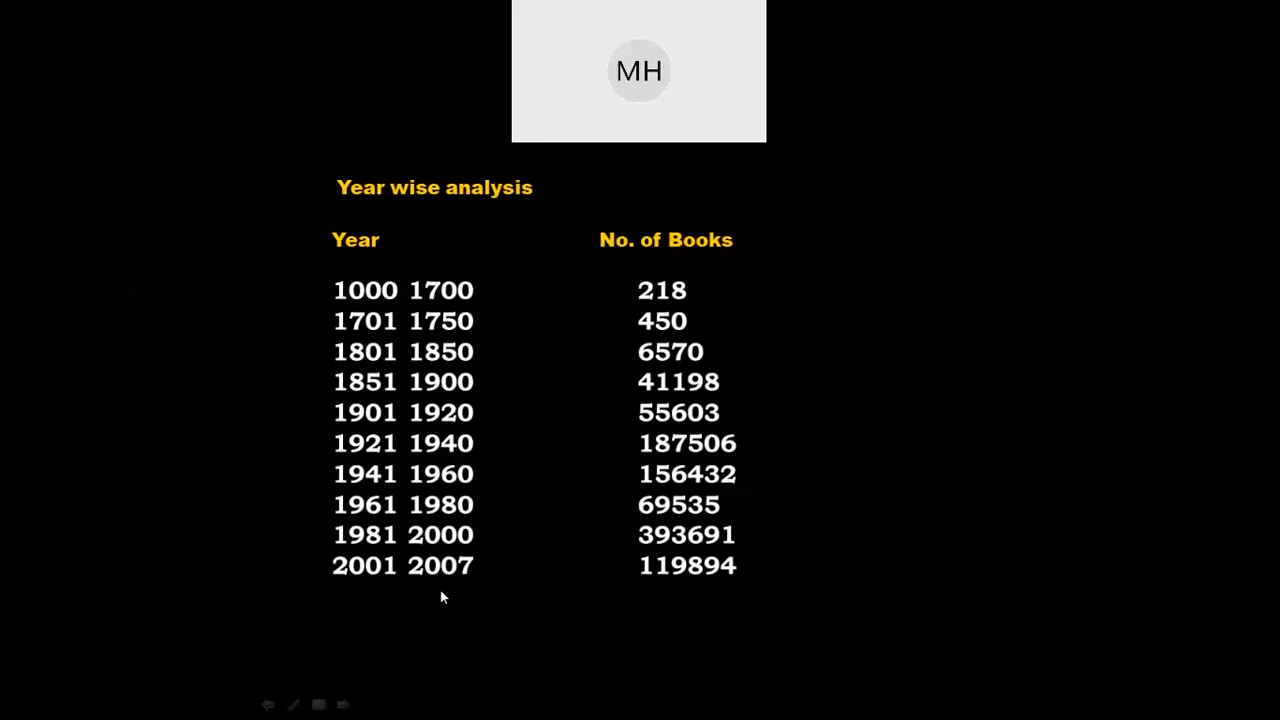 MH
Year wise analysis
Year No. of Books
1000 1700 218
1701 1750 450
1801 1850 6570
1851 1900 41198
1901 1920 55603
1921 1940 187506
1941 1960 156432
1961 1980 69535
1981 2000 393691
2001 2007 119894